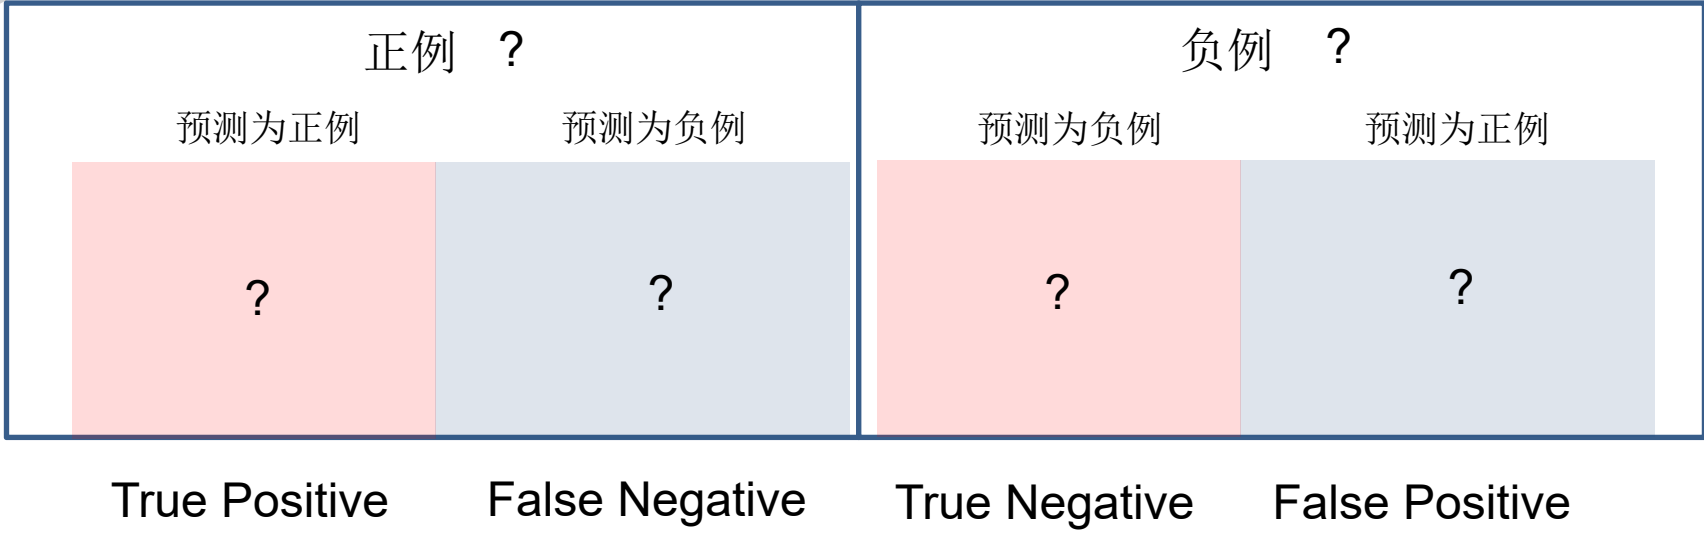 正例 ?
负例 ?
预测为正例
预测为负例
预测为负例
预测为正例
?
?
?
?
True Positive
False Negative
True Negative
False Positive